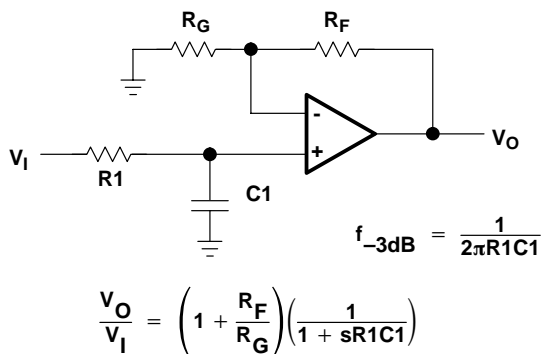 R_G R_F
-
+
V_I
V_O
R1
C1
f_–3dB = 1/(2πR1C1)
V_O/V_I = (1 + R_F/R_G)(1/(1 + sR1C1))